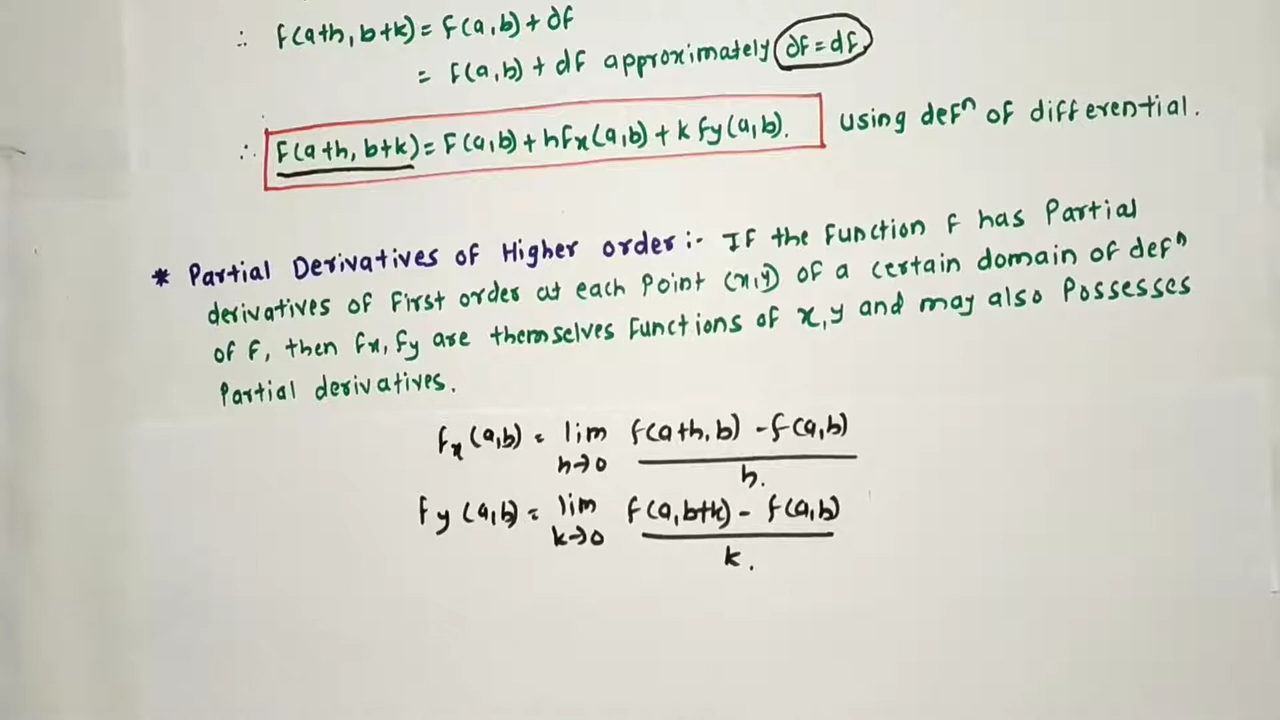 ∴ f(a+h, b+k) = f(a,b) + ∂f
= f(a,b) + df approximately ∂f = df
∴ f(a+h, b+k) = f(a,b) + hfx(a,b) + k fy(a,b). using defⁿ of differential.
* Partial Derivatives of Higher order :- If the function f has Partial
derivatives of first order at each point (x,y) of a certain domain of defⁿ
of f, then fx, fy are themselves functions of x,y and may also Possesses
Partial derivatives.
fx (a,b) = lim f(a+h, b) - f(a,b)
h→0 h.
fy (a,b) = lim f(a,b+k) - f(a,b)
k→0 k.